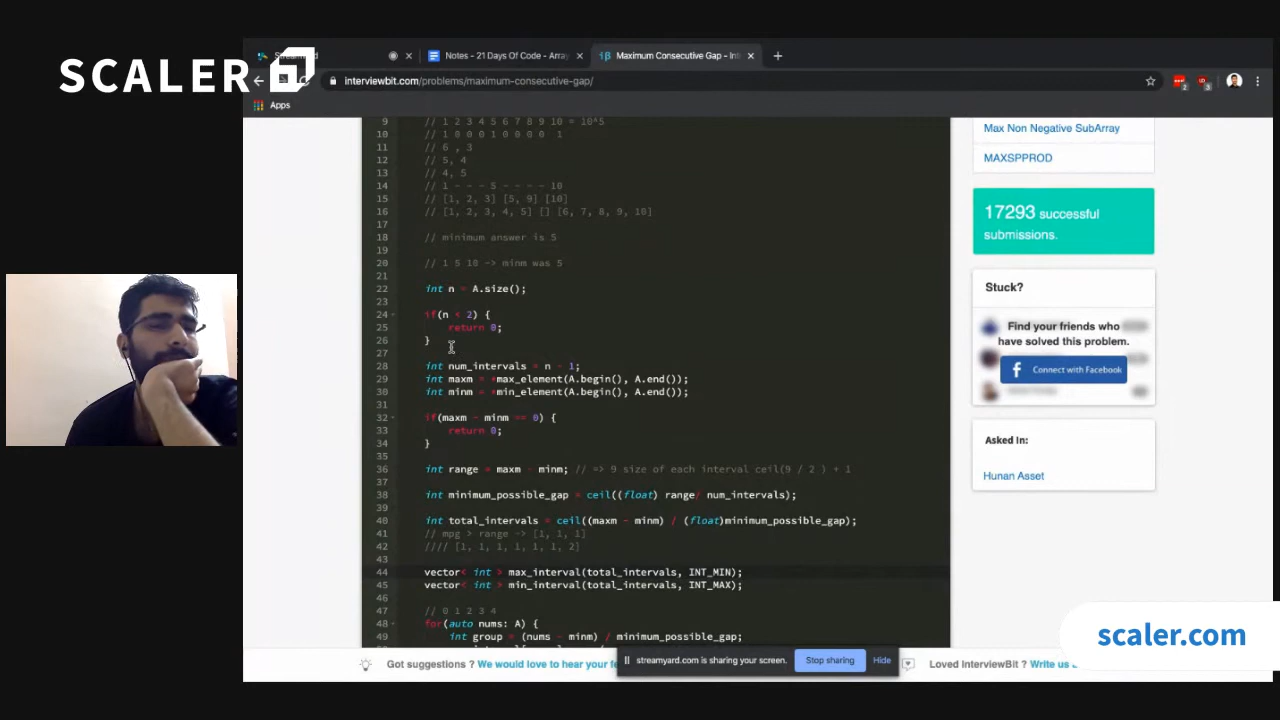 SCALER
Notes - 21 Days Of Code - Array
Maximum Consecutive Gap - Int
interviewbit.com/problems/maximum-consecutive-gap/
Apps
9 // 1 2 3 4 5 6 7 8 9 10 = 10^5
10 // 1 0 0 0 1 0 0 0 0 1
11 // 6 , 3
12 // 5, 4
13 // 4, 5
14 // 1 - - - 5 - - - - 10
15 // [1, 2, 3] [5, 9] [10]
16 // [1, 2, 3, 4, 5] [] [6, 7, 8, 9, 10]
17
18 // minimum answer is 5
19
20 // 1 5 10 -> minm was 5
21
22 int n = A.size();
23
24 if(n < 2) {
25 return 0;
26 }
27
28 int num_intervals = n - 1;
29 int maxm = *max_element(A.begin(), A.end());
30 int minm = *min_element(A.begin(), A.end());
31
32 if(maxm - minm == 0) {
33 return 0;
34 }
35
36 int range = maxm - minm; // => 9 size of each interval ceil(9 / 2 ) + 1
37
38 int minimum_possible_gap = ceil((float) range/ num_intervals);
39
40 int total_intervals = ceil((maxm - minm) / (float)minimum_possible_gap);
41 // mpg > range -> [1, 1, 1]
42 //// [1, 1, 1, 1, 1, 1, 2]
43
44 vector< int > max_interval(total_intervals, INT_MIN);
45 vector< int > min_interval(total_intervals, INT_MAX);
46
47 // 0 1 2 3 4
48 for(auto nums: A) {
49 int group = (nums - minm) / minimum_possible_gap;
Max Non Negative SubArray
MAXSPPROD
17293 successful
submissions.
Stuck?
Find your friends who
have solved this problem.
Connect with Facebook
Asked In:
Hunan Asset
scaler.com
Got suggestions ? We would love to hear your
streamyard.com is sharing your screen.
Stop sharing
Hide
Loved InterviewBit ? Write us